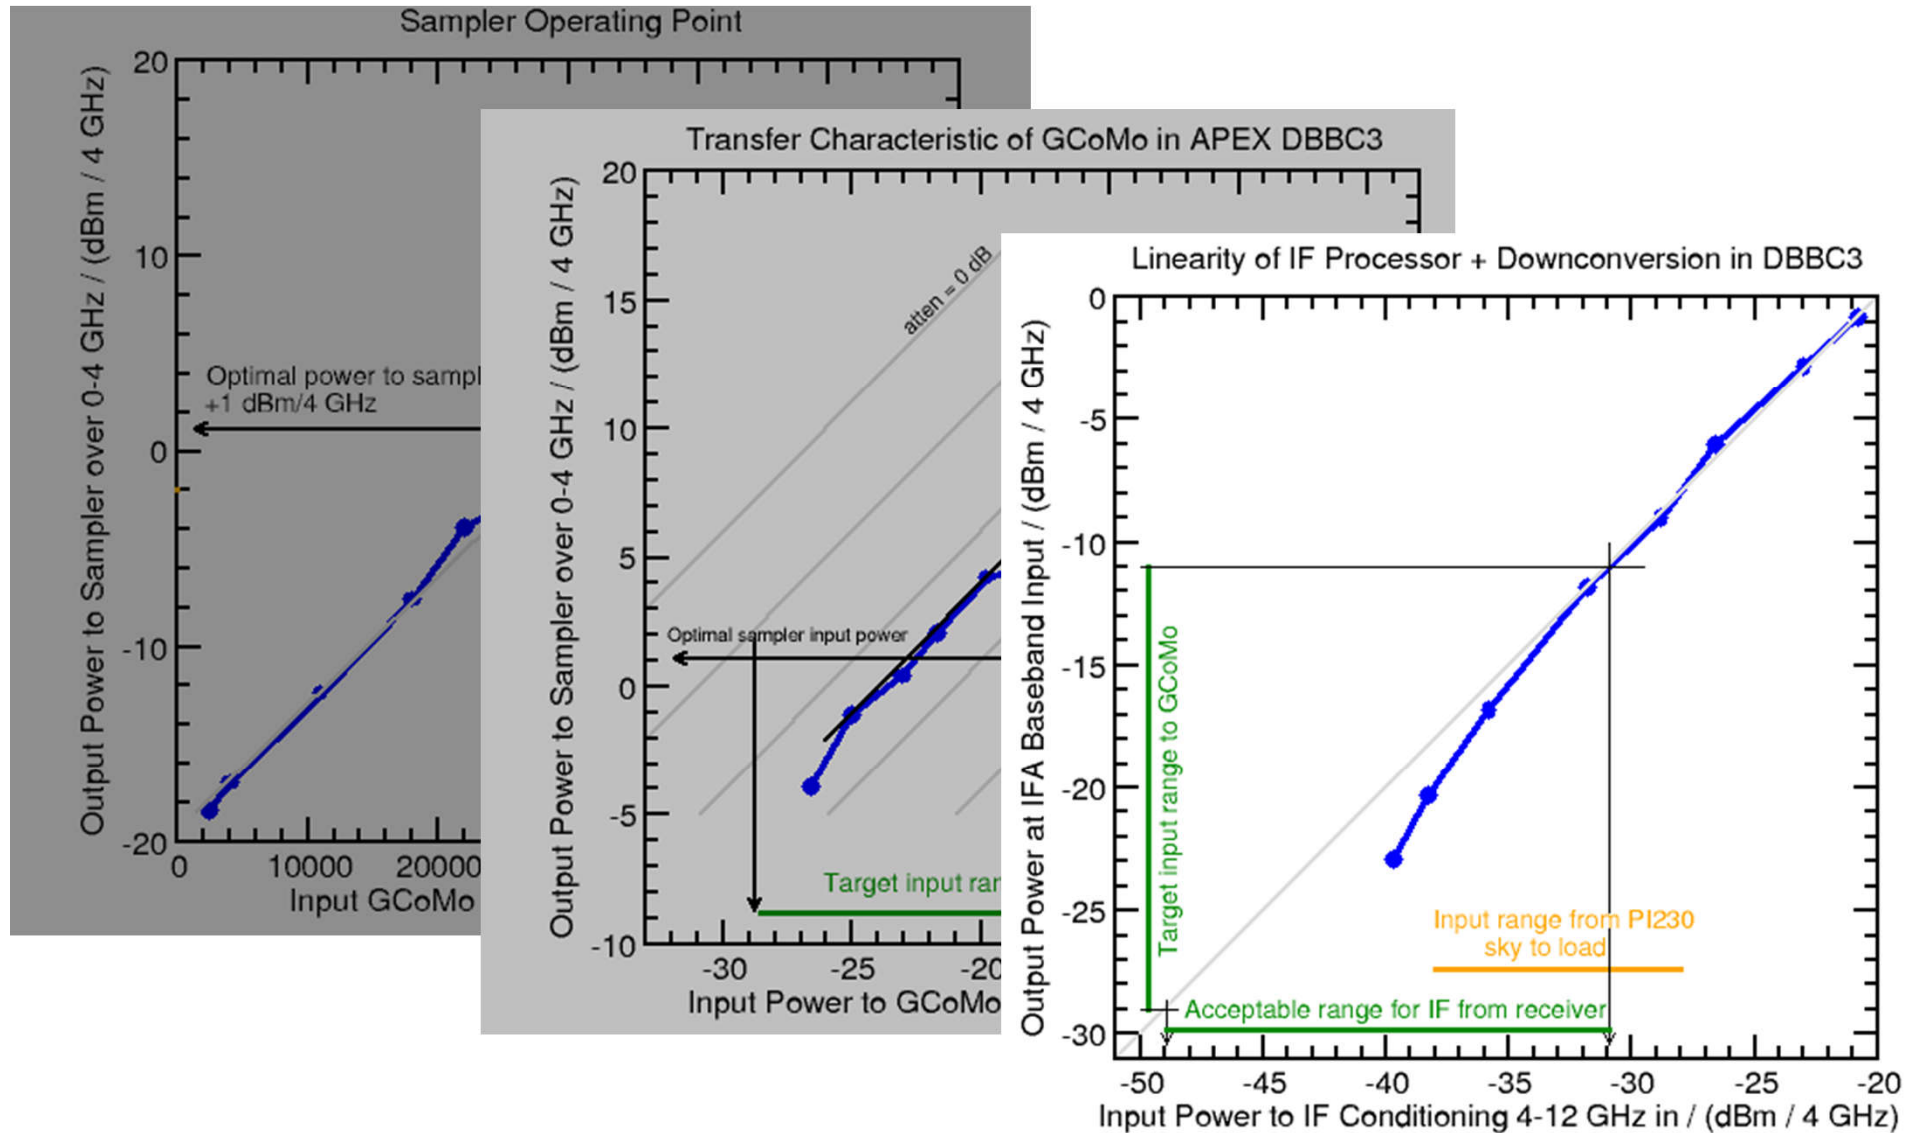 Sampler Operating Point
Output Power to Sampler over 0-4 GHz / (dBm / 4 GHz)
20
10
0
-10
-20
Optimal power to sampl
+1 dBm/4 GHz
0
10000
20000
Input GCoMo
Transfer Characteristic of GCoMo in APEX DBBC3
Output Power to Sampler over 0-4 GHz / (dBm / 4 GHz)
20
15
10
5
0
-5
-10
atten = 0 dB
Optimal sampler input power
Target input ran
-30
-25
-20
Input Power to GCoMo
Linearity of IF Processor + Downconversion in DBBC3
Output Power at IFA Baseband Input / (dBm / 4 GHz)
0
-5
-10
-15
-20
-25
-30
Target input range to GCoMo
Input range from PI230
sky to load
Acceptable range for IF from receiver
-50
-45
-40
-35
-30
-25
-20
Input Power to IF Conditioning 4-12 GHz in / (dBm / 4 GHz)